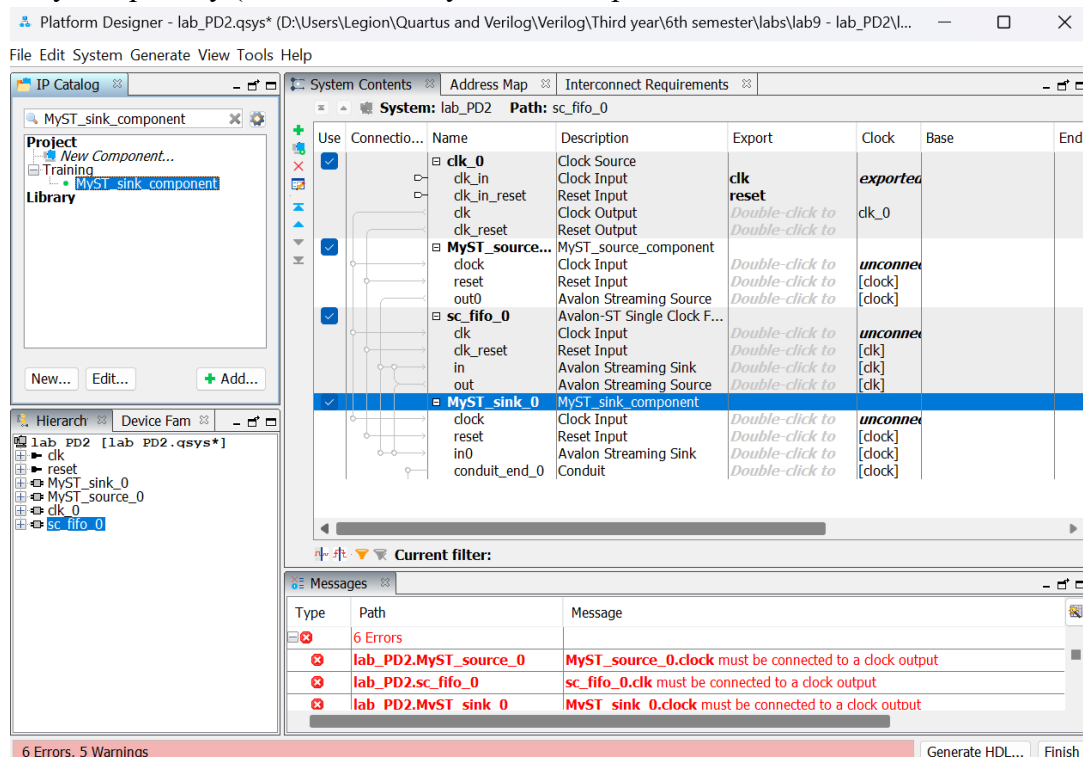 Platform Designer - lab_PD2.qsys* (D:\Users\Legion\Quartus and Verilog\Verilog\Third year\6th semester\labs\lab9 - lab_PD2\l...
File Edit System Generate View Tools Help
IP Catalog
MyST_sink_component
Project
New Component...
Training
MyST_sink_component
Library
New... Edit... Add...
Hierarch Device Fam
lab_PD2 [lab_PD2.qsys*]
clk
reset
MyST_sink_0
MyST_source_0
clk_0
sc_fifo_0
System Contents Address Map Interconnect Requirements
System: lab_PD2 Path: sc_fifo_0
Use Connectio... Name Description Export Clock Base End
clk_0 Clock Source
clk_in Clock Input clk exported
clk_in_reset Reset Input reset
clk Clock Output Double-click to clk_0
clk_reset Reset Output Double-click to
MyST_source... MyST_source_component
clock Clock Input Double-click to unconnec
reset Reset Input Double-click to [clock]
out0 Avalon Streaming Source Double-click to [clock]
sc_fifo_0 Avalon-ST Single Clock F...
clk Clock Input Double-click to unconnec
clk_reset Reset Input Double-click to [clk]
in Avalon Streaming Sink Double-click to [clk]
out Avalon Streaming Source Double-click to [clk]
MyST_sink_0 MyST_sink_component
clock Clock Input Double-click to unconnec
reset Reset Input Double-click to [clock]
in0 Avalon Streaming Sink Double-click to [clock]
conduit_end_0 Conduit Double-click to [clock]
Current filter:
Messages
Type Path Message
6 Errors
lab_PD2.MyST_source_0 MyST_source_0.clock must be connected to a clock output
lab_PD2.sc_fifo_0 sc_fifo_0.clk must be connected to a clock output
lab_PD2.MyST_sink_0 MyST_sink_0.clock must be connected to a clock output
6 Errors, 5 Warnings
Generate HDL... Finish